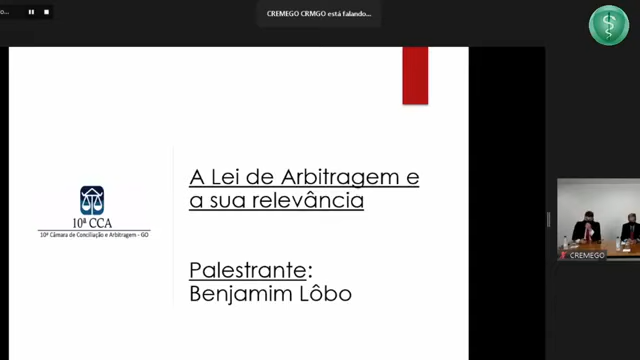 CREMEGO CRMGO está falando...
A Lei de Arbitragem e
a sua relevância
10ª CCA
10ª Câmara de Conciliação e Arbitragem - GO
Palestrante:
Benjamim Lôbo
CREMEGO